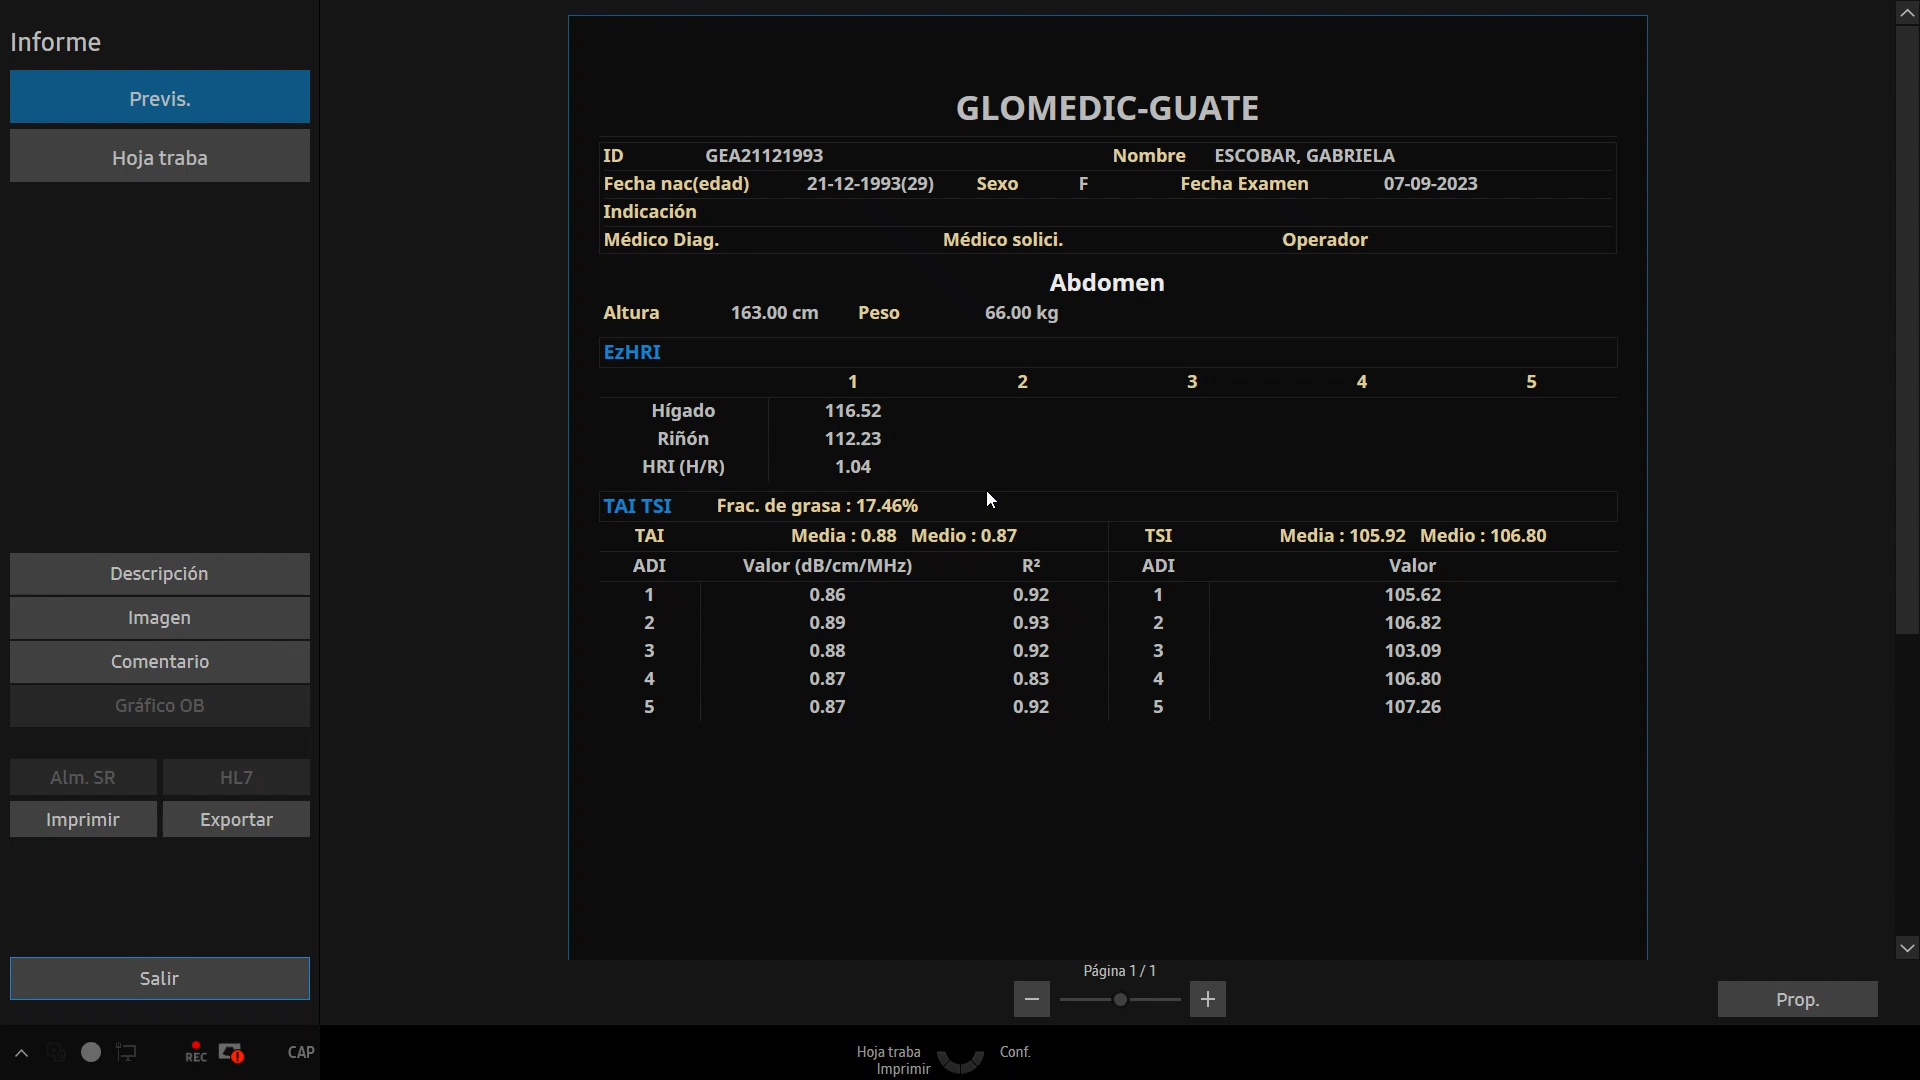 Informe
Previs.
Hoja traba
Descripción
Imagen
Comentario
Gráfico OB
Alm. SR HL7
Imprimir Exportar
Salir
REC CAP
GLOMEDIC-GUATE
ID GEA21121993 Nombre ESCOBAR, GABRIELA
Fecha nac(edad) 21-12-1993(29) Sexo F Fecha Examen 07-09-2023
Indicación
Médico Diag. Médico solici. Operador
Abdomen
Altura 163.00 cm Peso 66.00 kg
EzHRI
1 2 3 4 5
Hígado 116.52
Riñón 112.23
HRI (H/R) 1.04
TAI TSI Frac. de grasa : 17.46%
TAI Media : 0.88 Medio : 0.87 TSI Media : 105.92 Medio : 106.80
ADI Valor (dB/cm/MHz) R² ADI Valor
1 0.86 0.92 1 105.62
2 0.89 0.93 2 106.82
3 0.88 0.92 3 103.09
4 0.87 0.83 4 106.80
5 0.87 0.92 5 107.26
Página 1 / 1
Prop.
Hoja traba Conf.
Imprimir